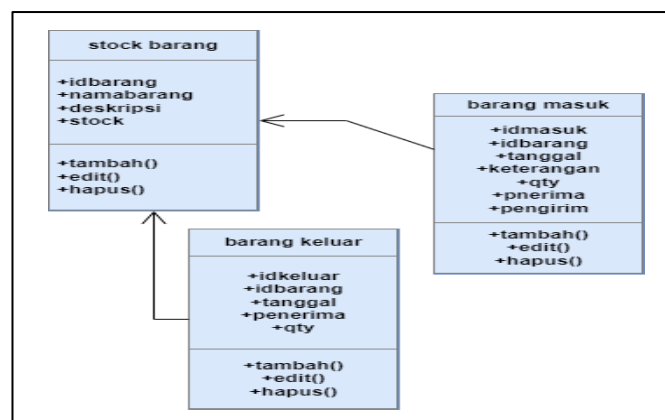 stock barang
+idbarang
+namabarang
+deskripsi
+stock
+tambah()
+edit()
+hapus()
barang masuk
+idmasuk
+idbarang
+tanggal
+keterangan
+qty
+pnerima
+pengirim
+tambah()
+edit()
+hapus()
barang keluar
+idkeluar
+idbarang
+tanggal
+penerima
+qty
+tambah()
+edit()
+hapus()